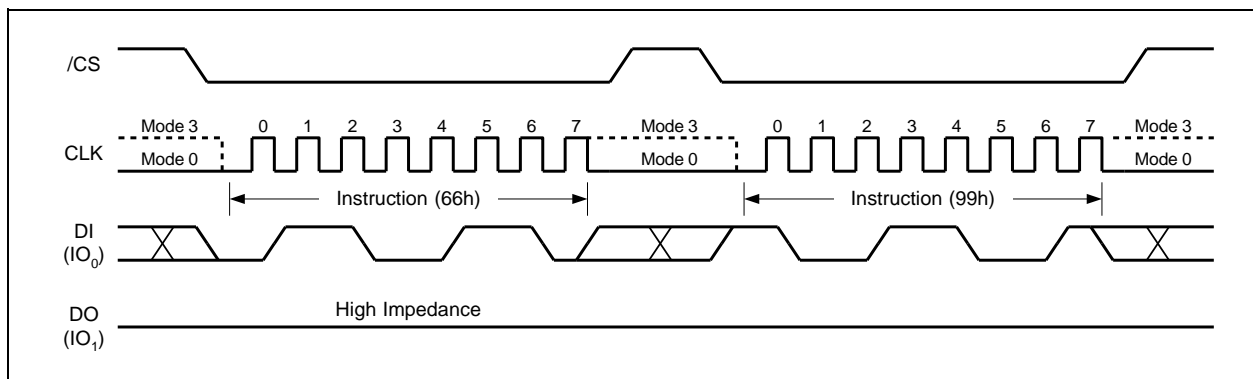 /CS
Mode 3 0 1 2 3 4 5 6 7 Mode 3 0 1 2 3 4 5 6 7 Mode 3
CLK Mode 0 Mode 0 Mode 0
Instruction (66h) Instruction (99h)
DI
(IO₀)
High Impedance
DO
(IO₁)